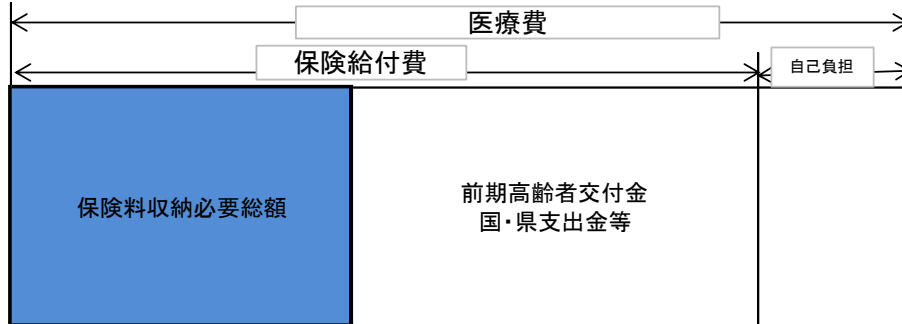 医療費
保険給付費
自己負担
保険料収納必要総額
前期高齢者交付金
国・県支出金等